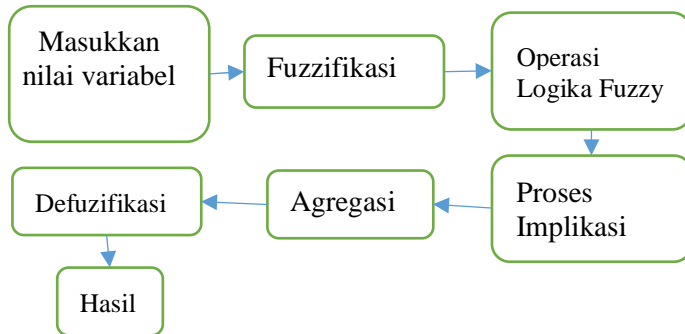 Masukkan
nilai variabel
Fuzzifikasi
Operasi
Logika Fuzzy
Proses
Implikasi
Agregasi
Defuzifikasi
Hasil